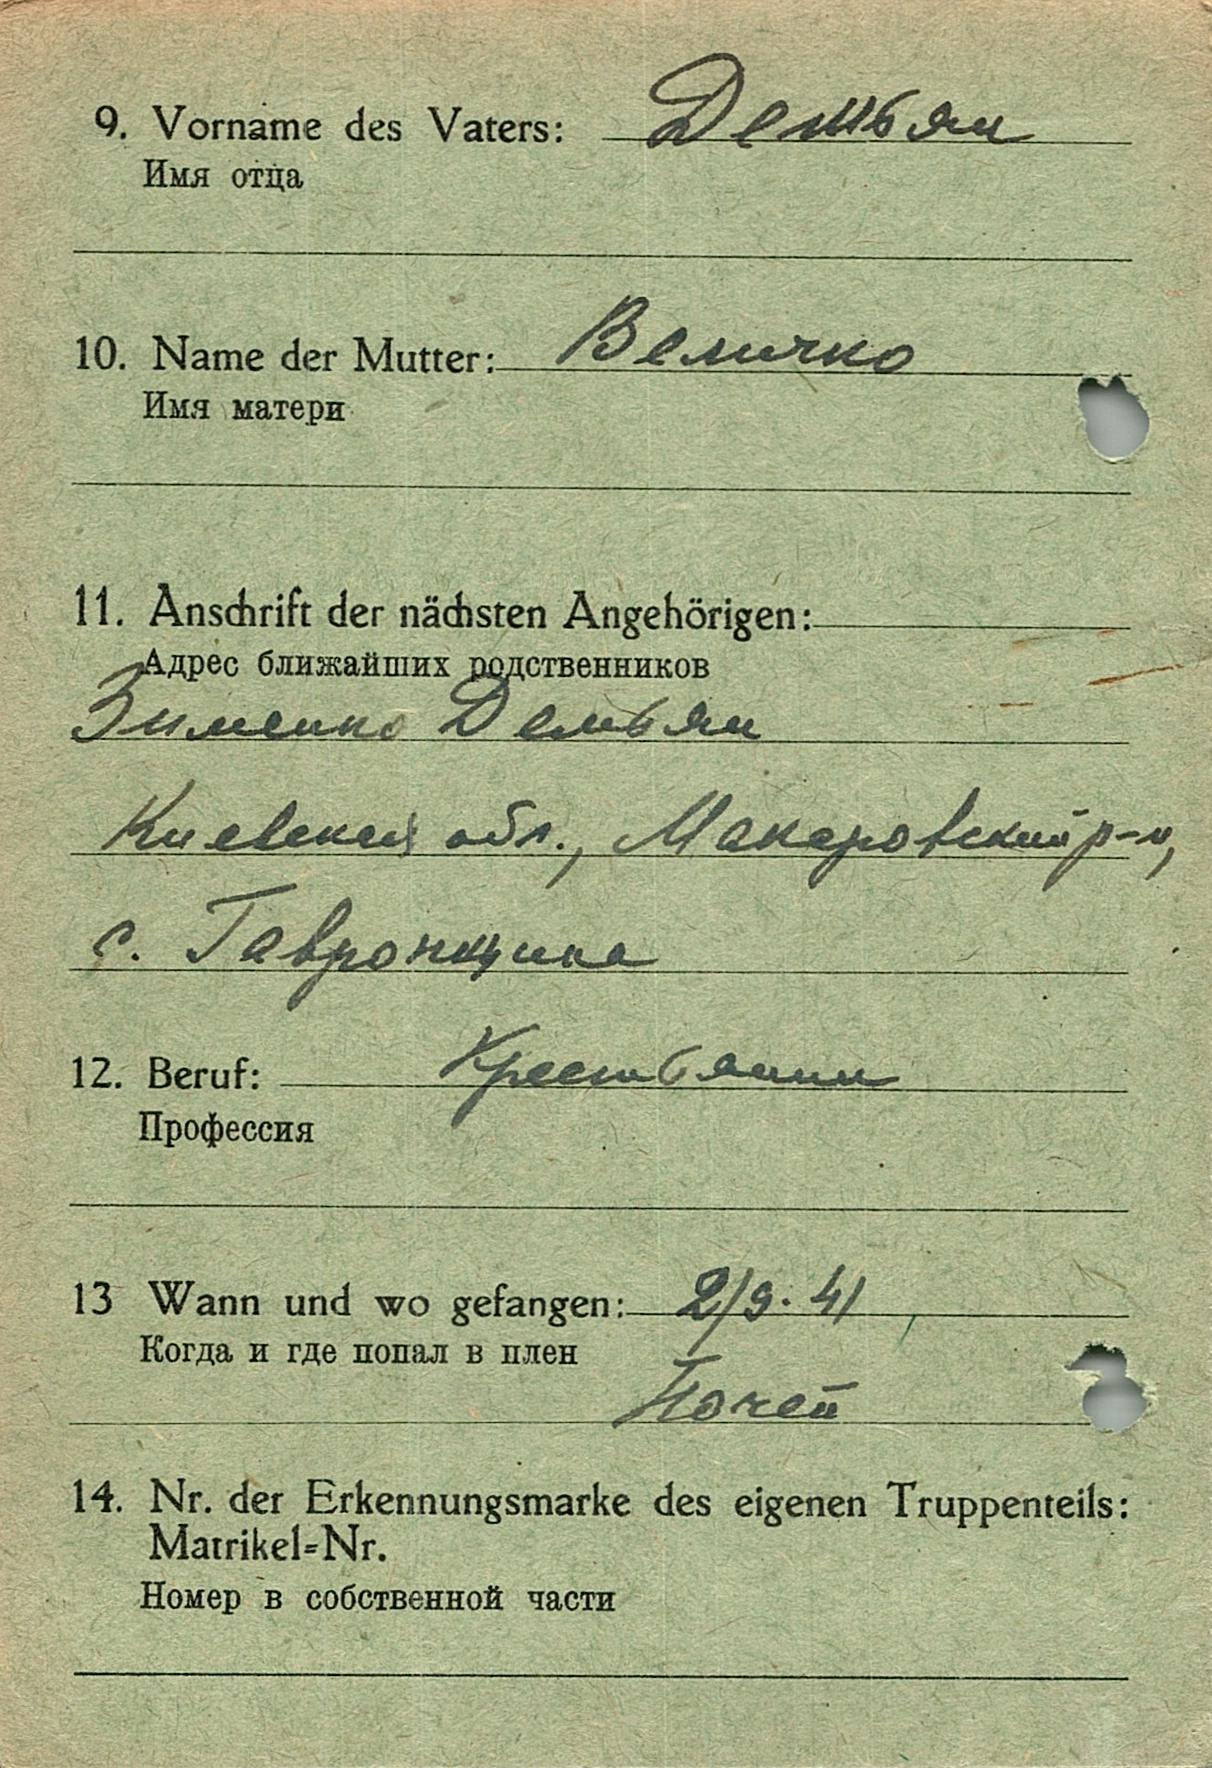 9. Vorname des Vaters: Демьян
Имя отца
10. Name der Mutter: Величко
Имя матери
11. Anschrift der nächsten Angehörigen:
Адрес ближайших родственников
Зименко Демьян
Киевская обл., Макаровский р-н,
с. Гавронщина
12. Beruf: Крестьянин
Профессия
13 Wann und wo gefangen: 2/9. 41
Когда и где попал в плен
Почеп
14. Nr. der Erkennungsmarke des eigenen Truppenteils:
Matrikel=Nr.
Номер в собственной части